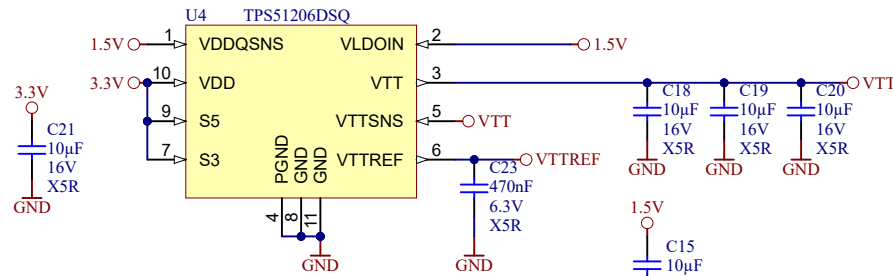 U4 TPS51206DSQ
1.5V 1 VDDQSNS VLDOIN 2 1.5V
3.3V 10 VDD VTT 3 VTT
9 S5 VTTSNS 5 VTT
7 S3 VTTREF 6 VTTREF
PGND GND GND
4 8 11
GND
3.3V
C21
10µF
16V
X5R
GND
C23
470nF
6.3V
X5R
GND
C18
10µF
16V
X5R
GND
C19
10µF
16V
X5R
GND
C20
10µF
16V
X5R
GND
1.5V
C15
10µF